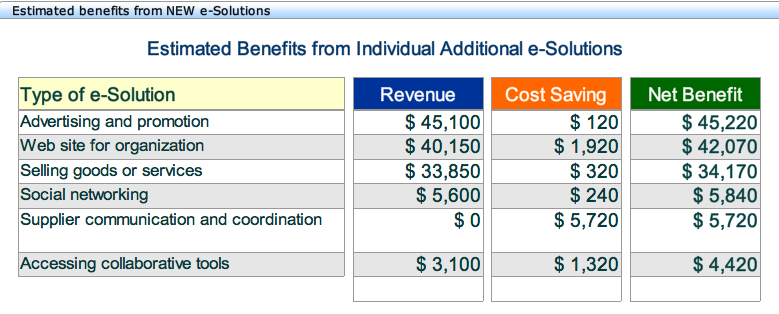 Estimated benefits from NEW e-Solutions
Estimated Benefits from Individual Additional e-Solutions
Type of e-Solution Revenue Cost Saving Net Benefit
Advertising and promotion $ 45,100 $ 120 $ 45,220
Web site for organization $ 40,150 $ 1,920 $ 42,070
Selling goods or services $ 33,850 $ 320 $ 34,170
Social networking $ 5,600 $ 240 $ 5,840
Supplier communication and coordination $ 0 $ 5,720 $ 5,720
Accessing collaborative tools $ 3,100 $ 1,320 $ 4,420